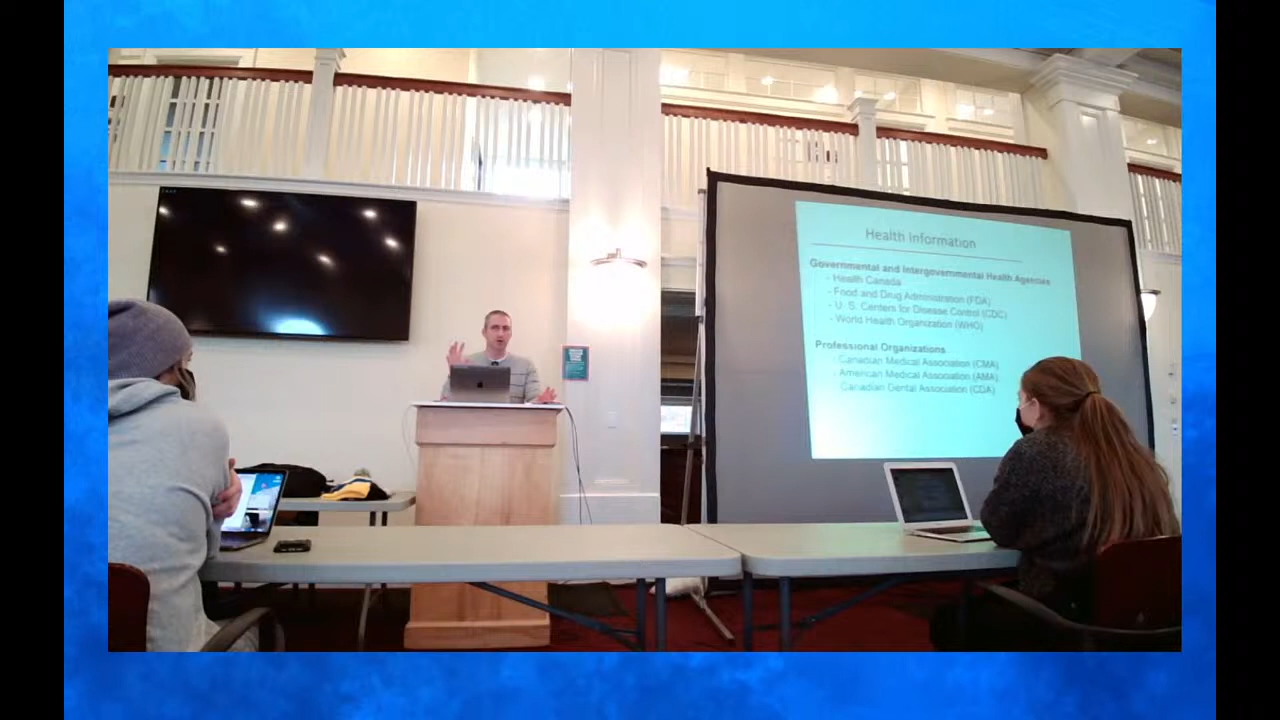 Health Information
Governmental and Intergovernmental Health Agencies
- Health Canada
- Food and Drug Administration (FDA)
- U. S. Centers for Disease Control (CDC)
- World Health Organization (WHO)
Professional Organizations
- Canadian Medical Association (CMA)
- American Medical Association (AMA)
- Canadian Dental Association (CDA)